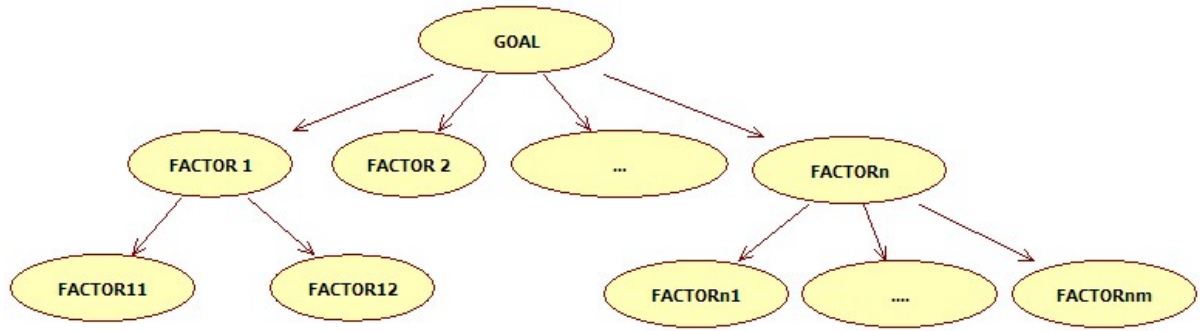 GOAL
FACTOR 1
FACTOR 2
...
FACTORn
FACTOR11
FACTOR12
FACTORn1
....
FACTORnm